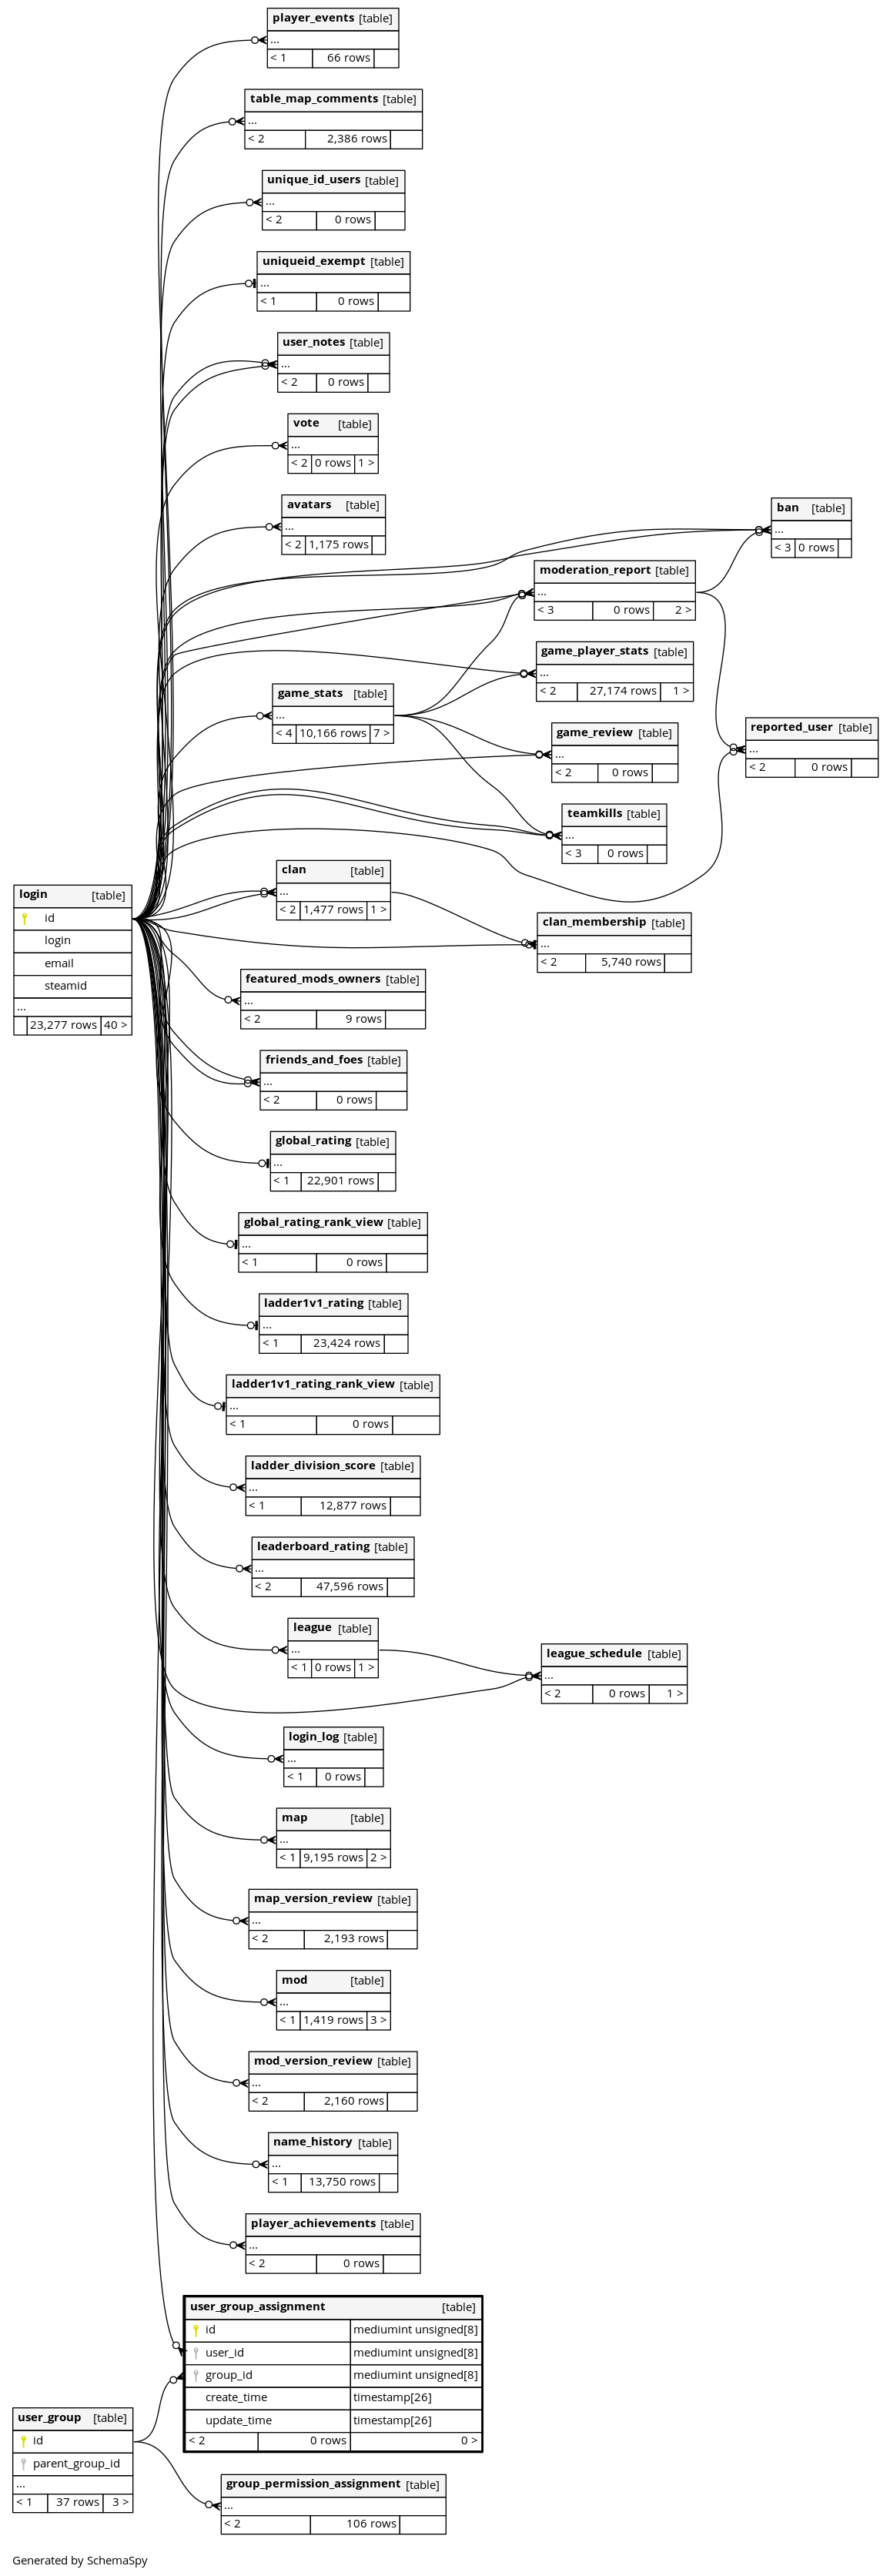 player_events [table]
...
< 1 66 rows
table_map_comments [table]
...
< 2 2,386 rows
unique_id_users [table]
...
< 2 0 rows
uniqueid_exempt [table]
...
< 1 0 rows
user_notes [table]
...
< 2 0 rows
vote [table]
...
< 2 0 rows 1 >
avatars [table]
...
< 2 1,175 rows
ban [table]
...
< 3 0 rows
moderation_report [table]
...
< 3 0 rows 2 >
game_player_stats [table]
...
< 2 27,174 rows 1 >
game_stats [table]
...
< 4 10,166 rows 7 >
game_review [table]
...
< 2 0 rows
reported_user [table]
...
< 2 0 rows
teamkills [table]
...
< 3 0 rows
clan [table]
...
< 2 1,477 rows 1 >
login [table]
id
login
email
steamid
...
23,277 rows 40 >
clan_membership [table]
...
< 2 5,740 rows
featured_mods_owners [table]
...
< 2 9 rows
friends_and_foes [table]
...
< 2 0 rows
global_rating [table]
...
< 1 22,901 rows
global_rating_rank_view [table]
...
< 1 0 rows
ladder1v1_rating [table]
...
< 1 23,424 rows
ladder1v1_rating_rank_view [table]
...
< 1 0 rows
ladder_division_score [table]
...
< 1 12,877 rows
leaderboard_rating [table]
...
< 2 47,596 rows
league [table]
...
< 1 0 rows 1 >
league_schedule [table]
...
< 2 0 rows 1 >
login_log [table]
...
< 1 0 rows
map [table]
...
< 1 9,195 rows 2 >
map_version_review [table]
...
< 2 2,193 rows
mod [table]
...
< 1 1,419 rows 3 >
mod_version_review [table]
...
< 2 2,160 rows
name_history [table]
...
< 1 13,750 rows
player_achievements [table]
...
< 2 0 rows
user_group_assignment [table]
id mediumint unsigned[8]
user_id mediumint unsigned[8]
group_id mediumint unsigned[8]
create_time timestamp[26]
update_time timestamp[26]
< 2 0 rows 0 >
user_group [table]
id
parent_group_id
...
< 1 37 rows 3 >
group_permission_assignment [table]
...
< 2 106 rows
Generated by SchemaSpy